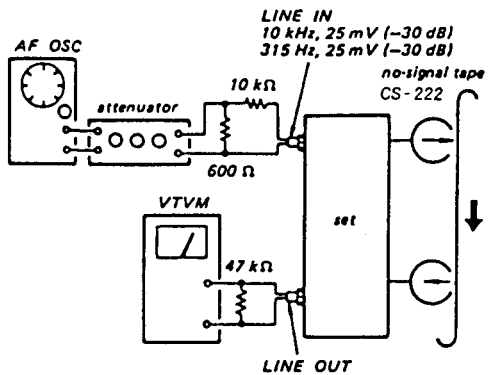 LINE IN
10 kHz, 25 mV (−30 dB)
315 Hz, 25 mV (−30 dB)
AF OSC
attenuator
10 kΩ
no-signal tape
CS-222
600 Ω
set
VTVM
47 kΩ
LINE OUT